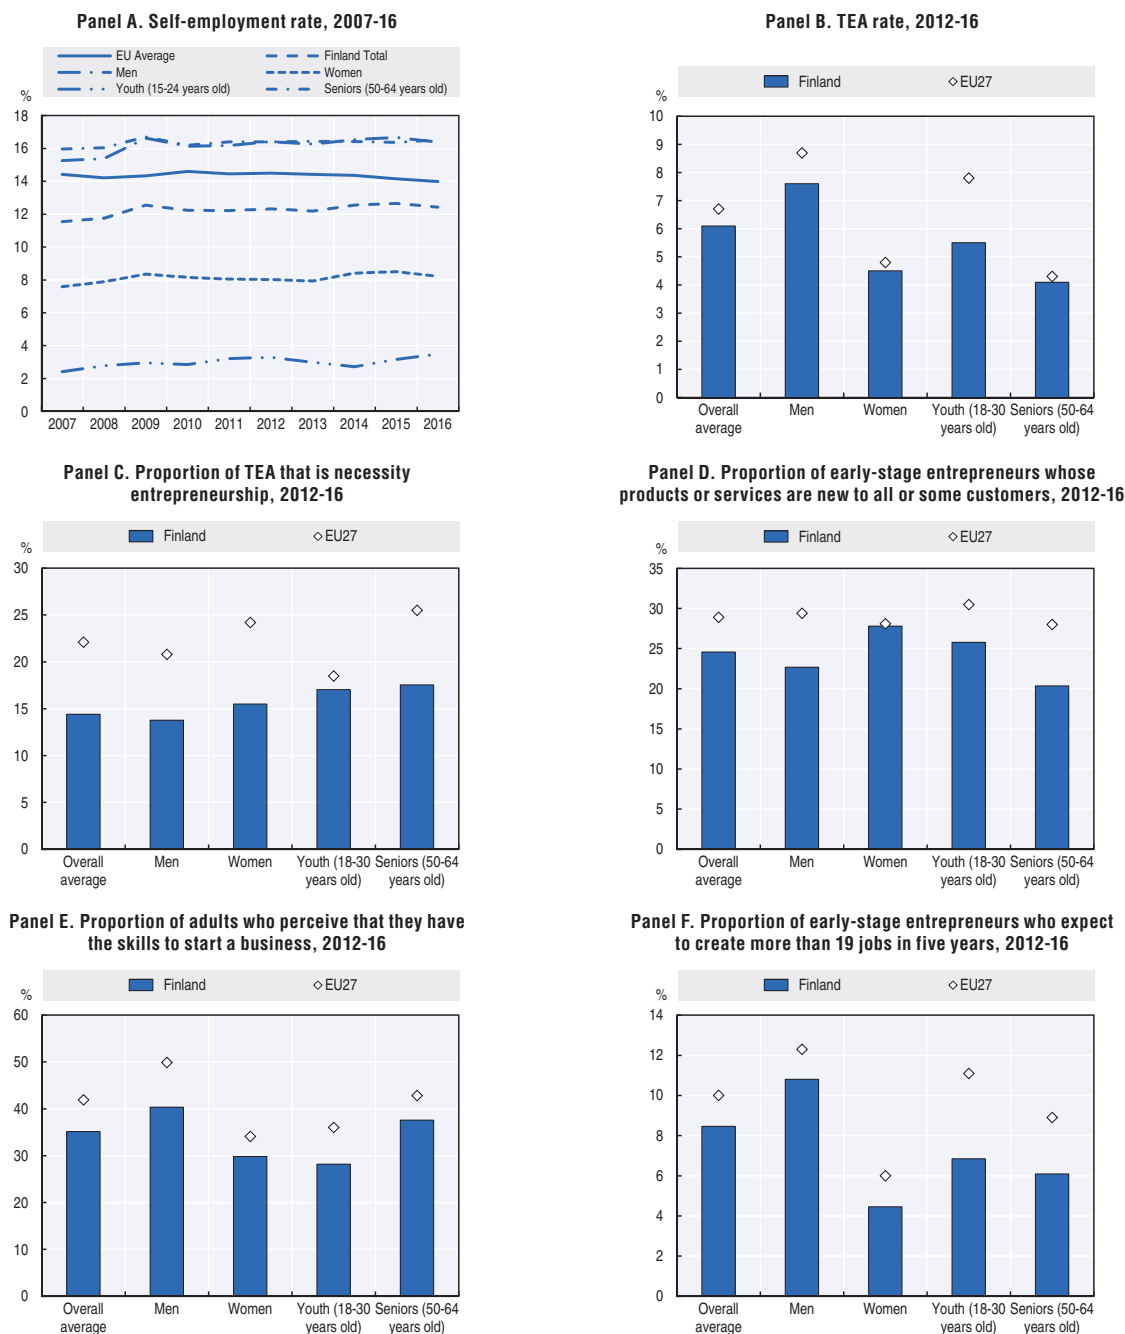 Panel A. Self-employment rate, 2007-16
EU Average
Finland Total
Men
Women
Youth (15-24 years old)
Seniors (50-64 years old)
%
18
16
14
12
10
8
6
4
2
0
2007 2008 2009 2010 2011 2012 2013 2014 2015 2016
Panel B. TEA rate, 2012-16
Finland
EU27
%
10
9
8
7
6
5
4
3
2
1
0
Overall average
Men
Women
Youth (18-30 years old)
Seniors (50-64 years old)
Panel C. Proportion of TEA that is necessity
entrepreneurship, 2012-16
Finland
EU27
%
30
25
20
15
10
5
0
Overall average
Men
Women
Youth (18-30 years old)
Seniors (50-64 years old)
Panel D. Proportion of early-stage entrepreneurs whose
products or services are new to all or some customers, 2012-16
Finland
EU27
%
35
30
25
20
15
10
5
0
Overall average
Men
Women
Youth (18-30 years old)
Seniors (50-64 years old)
Panel E. Proportion of adults who perceive that they have
the skills to start a business, 2012-16
Finland
EU27
%
60
50
40
30
20
10
0
Overall average
Men
Women
Youth (18-30 years old)
Seniors (50-64 years old)
Panel F. Proportion of early-stage entrepreneurs who expect
to create more than 19 jobs in five years, 2012-16
Finland
EU27
%
14
12
10
8
6
4
2
0
Overall average
Men
Women
Youth (18-30 years old)
Seniors (50-64 years old)